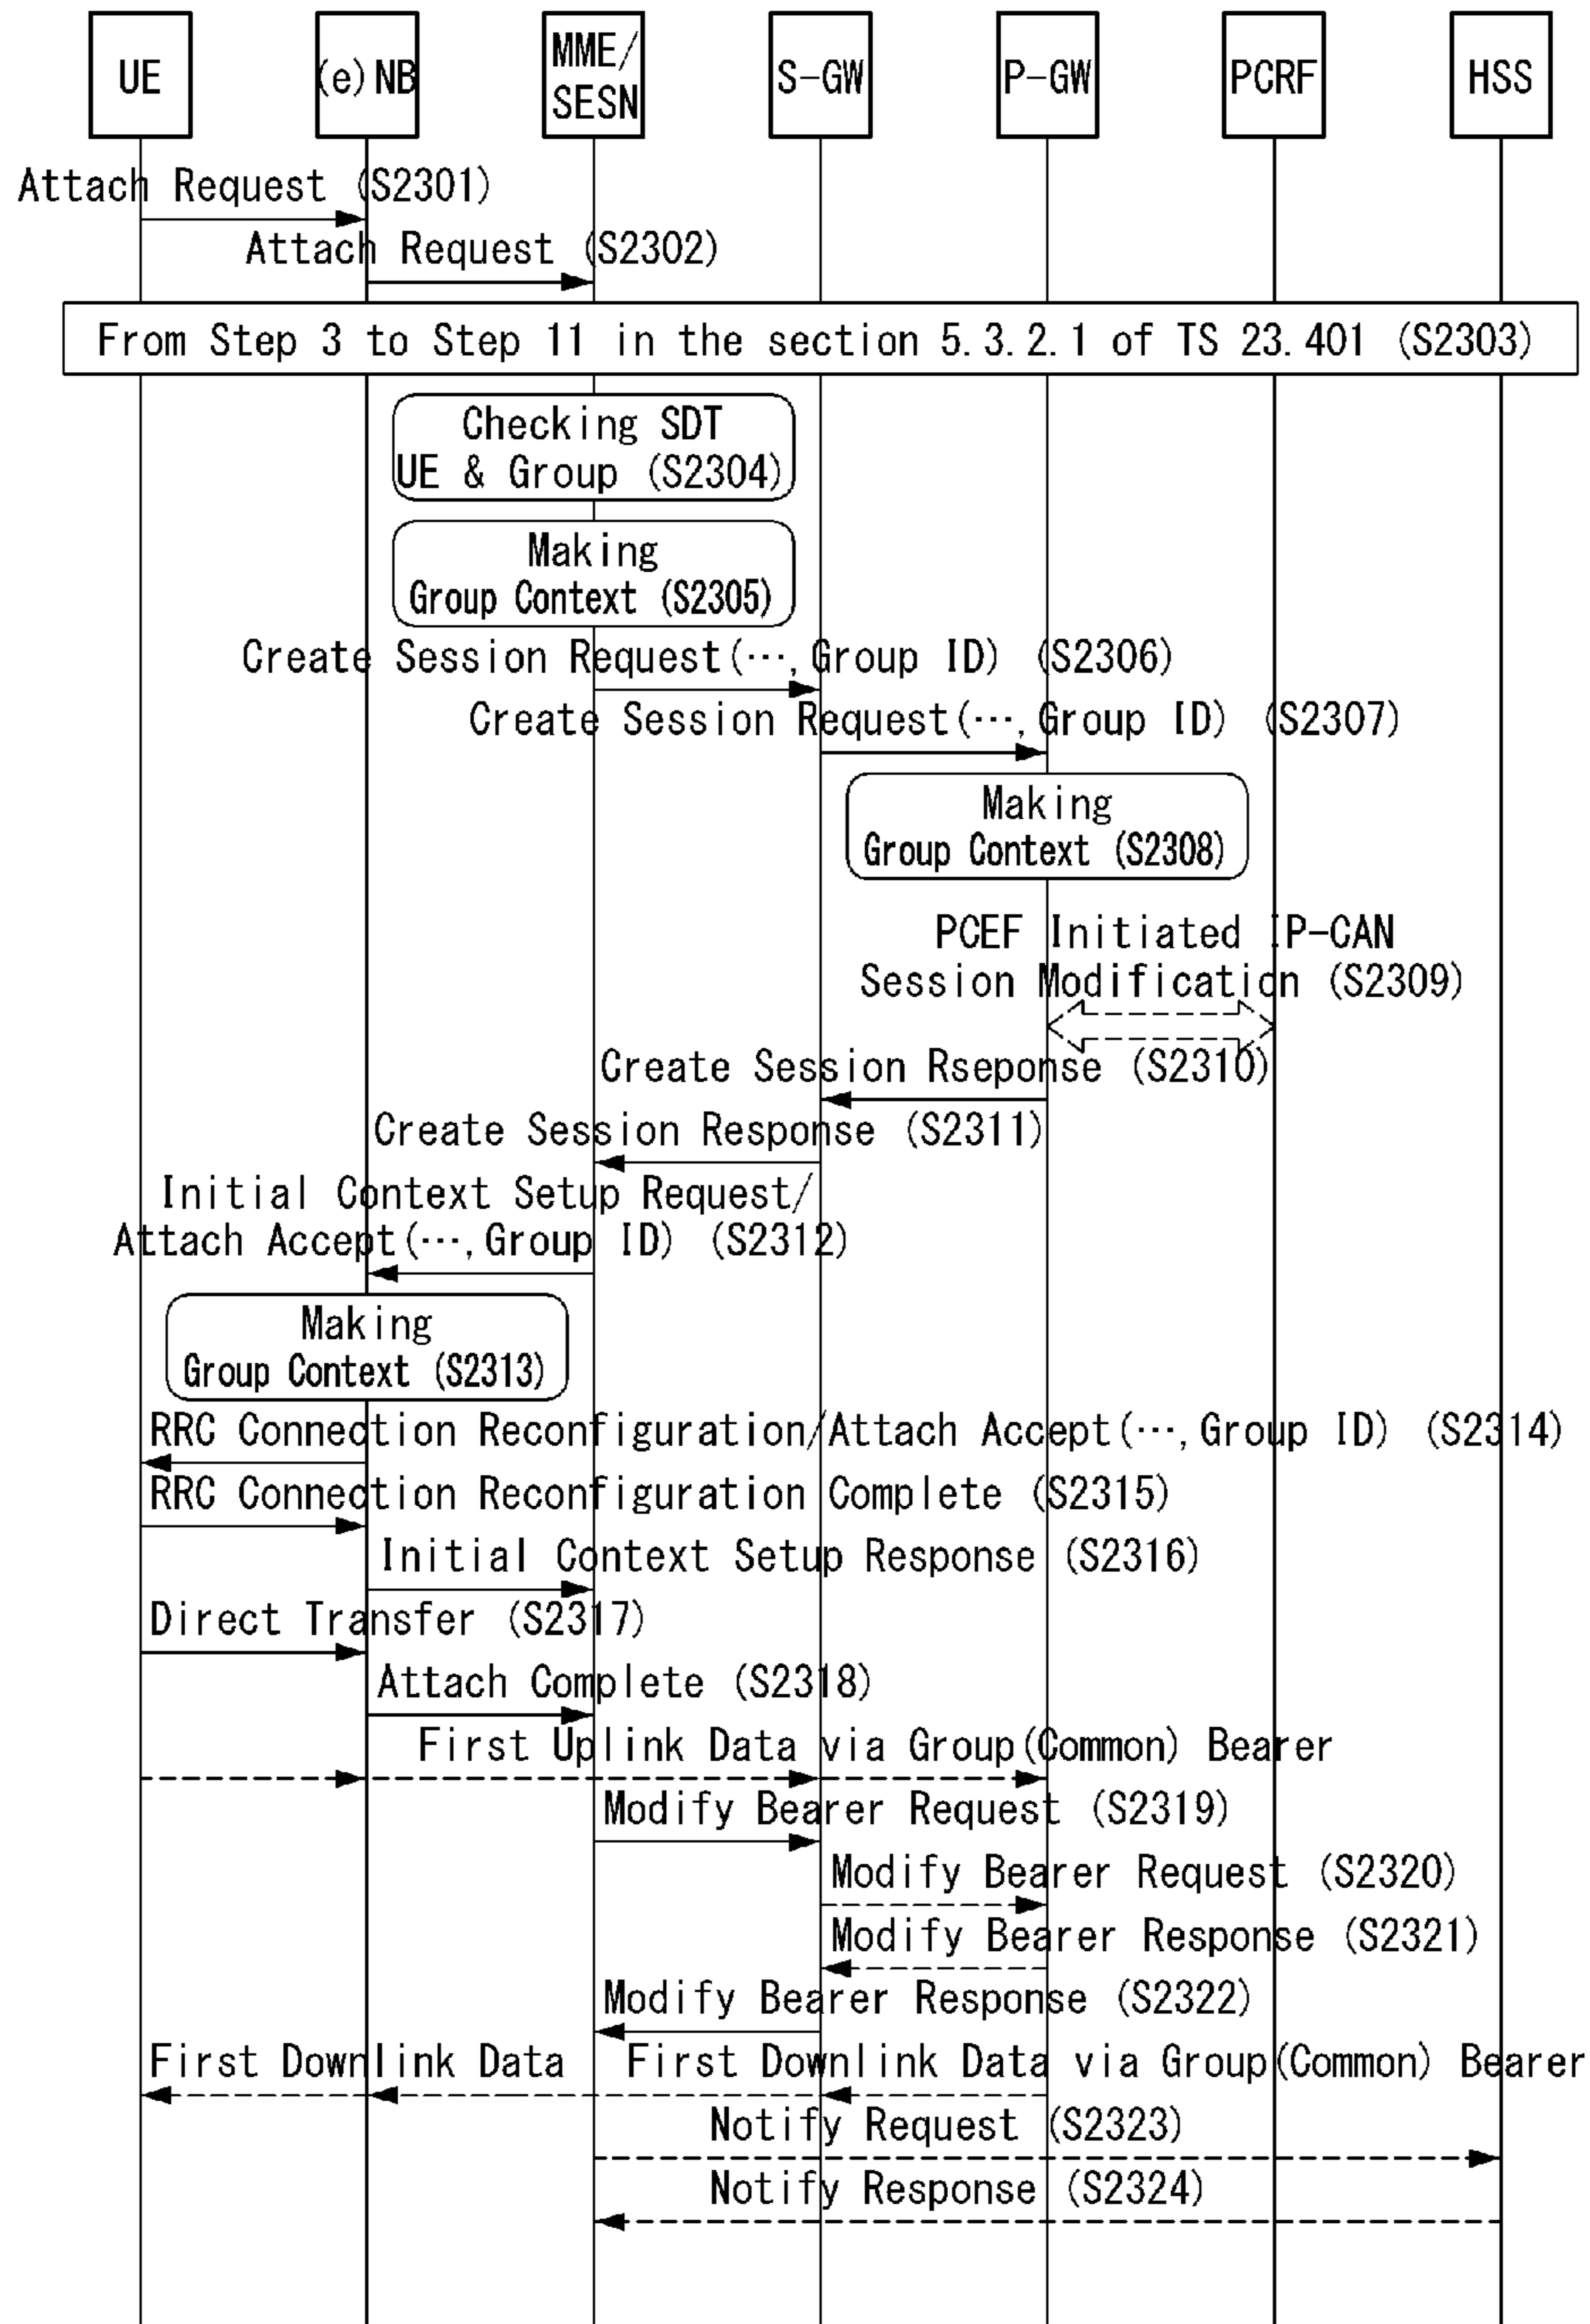 UE
(e)NB
MME/
SESN
S-GW
P-GW
PCRF
HSS
Attach Request (S2301)
Attach Request (S2302)
From Step 3 to Step 11 in the section 5.3.2.1 of TS 23.401 (S2303)
Checking SDT
UE & Group (S2304)
Making
Group Context (S2305)
Create Session Request(…,Group ID) (S2306)
Create Session Request(…,Group ID) (S2307)
Making
Group Context (S2308)
PCEF Initiated IP-CAN
Session Modification (S2309)
Create Session Rseponse (S2310)
Create Session Response (S2311)
Initial Context Setup Request/
Attach Accept(…,Group ID) (S2312)
Making
Group Context (S2313)
RRC Connection Reconfiguration/Attach Accept(…,Group ID) (S2314)
RRC Connection Reconfiguration Complete (S2315)
Initial Context Setup Response (S2316)
Direct Transfer (S2317)
Attach Complete (S2318)
First Uplink Data via Group(Common) Bearer
Modify Bearer Request (S2319)
Modify Bearer Request (S2320)
Modify Bearer Response (S2321)
Modify Bearer Response (S2322)
First Downlink Data
First Downlink Data via Group(Common) Bearer
Notify Request (S2323)
Notify Response (S2324)